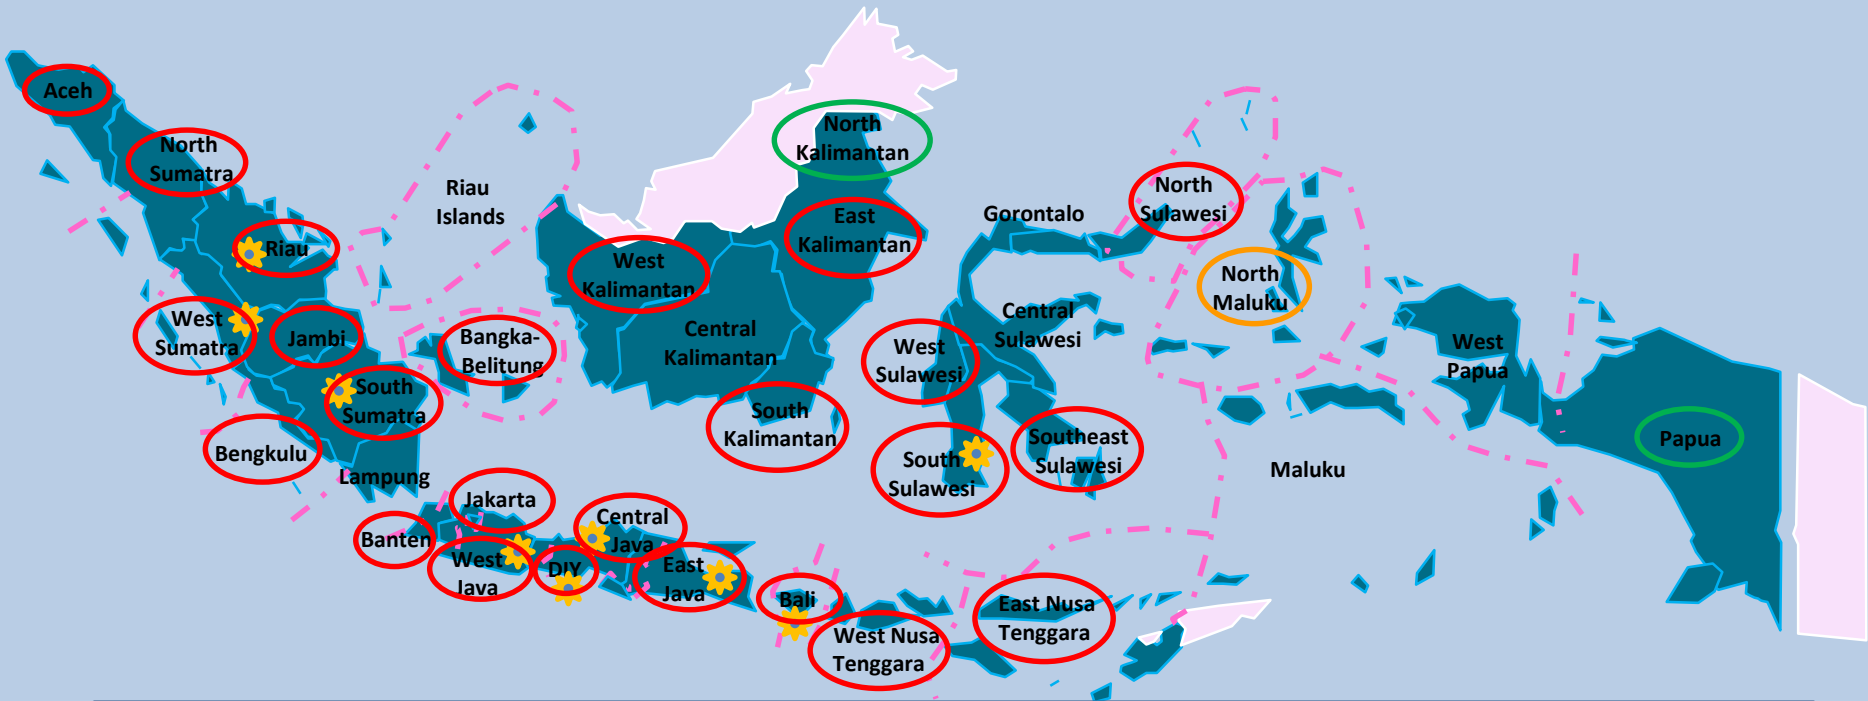 Aceh
North
Sumatra
Riau
Islands
Riau
West
Sumatra
Jambi
Bangka-
Belitung
South
Sumatra
Bengkulu
Lampung
Jakarta
Banten
West
Java
DIY
Central
Java
East
Java
Bali
West Nusa
Tenggara
East Nusa
Tenggara
North
Kalimantan
East
Kalimantan
West
Kalimantan
Central
Kalimantan
South
Kalimantan
Gorontalo
North
Sulawesi
Central
Sulawesi
West
Sulawesi
South
Sulawesi
Southeast
Sulawesi
North
Maluku
Maluku
West
Papua
Papua